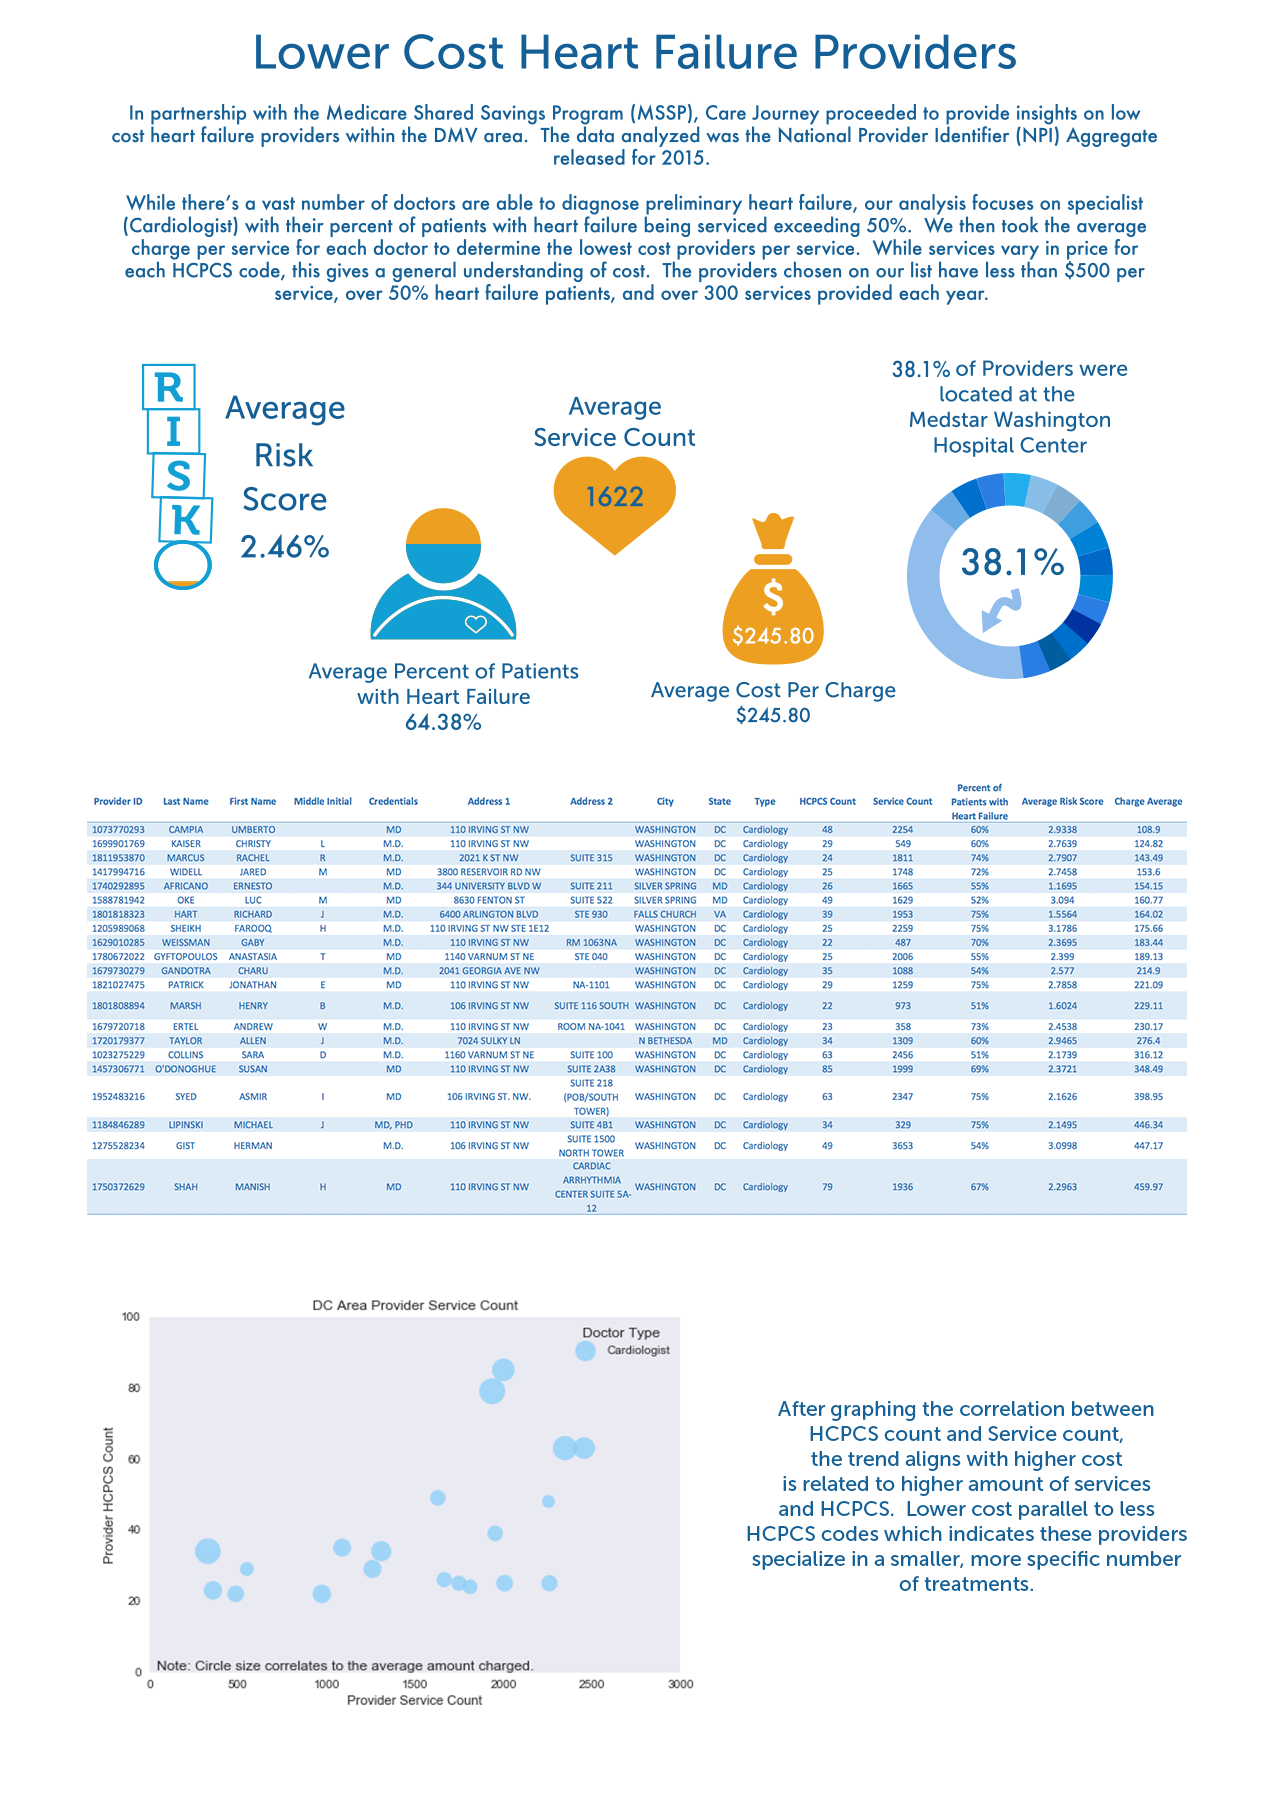 Lower Cost Heart Failure Providers
In partnership with the Medicare Shared Savings Program (MSSP), Care Journey proceeded to provide insights on low
cost heart failure providers within the DMV area. The data analyzed was the National Provider Identifier (NPI) Aggregate
released for 2015.
While there's a vast number of doctors are able to diagnose preliminary heart failure, our analysis focuses on specialist
(Cardiologist) with their percent of patients with heart failure being serviced exceeding 50%. We then took the average
charge per service for each doctor to determine the lowest cost providers per service. While services vary in price for
each HCPCS code, this gives a general understanding of cost. The providers chosen on our list have less than $500 per
service, over 50% heart failure patients, and over 300 services provided each year.
R
I
S
K
Average
Risk
Score
2.46%
Average Percent of Patients
with Heart Failure
64.38%
Average
Service Count
1622
$
$245.80
Average Cost Per Charge
$245.80
38.1% of Providers were
located at the
Medstar Washington
Hospital Center
38.1%
Provider ID Last Name First Name Middle Initial Credentials Address 1 Address 2 City State Type HCPCS Count Service Count Percent of Patients with Heart Failure Average Risk Score Charge Average
1073770293 CAMPIA UMBERTO MD 110 IRVING ST NW WASHINGTON DC Cardiology 48 2254 60% 2.9338 108.9
1699901769 KAISER CHRISTY L M.D. 110 IRVING ST NW WASHINGTON DC Cardiology 29 549 60% 2.7639 124.82
1811953870 MARCUS RACHEL R M.D. 2021 K ST NW SUITE 315 WASHINGTON DC Cardiology 24 1811 74% 2.7907 143.49
1417994716 WIDELL JARED M MD 3800 RESERVOIR RD NW WASHINGTON DC Cardiology 25 1748 72% 2.7458 153.6
1740292895 AFRICANO ERNESTO M.D. 344 UNIVERSITY BLVD W SUITE 211 SILVER SPRING MD Cardiology 26 1665 55% 1.1695 154.15
1588781942 OKE LUC M MD 8630 FENTON ST SUITE 522 SILVER SPRING MD Cardiology 49 1629 52% 3.094 160.77
1801818323 HART RICHARD J M.D. 6400 ARLINGTON BLVD STE 930 FALLS CHURCH VA Cardiology 39 1953 75% 1.5564 164.02
1205989068 SHEIKH FAROOQ H M.D. 110 IRVING ST NW STE 1E12 WASHINGTON DC Cardiology 25 2259 75% 3.1786 175.66
1629010285 WEISSMAN GABY M.D. 110 IRVING ST NW RM 1063NA WASHINGTON DC Cardiology 22 487 70% 2.3695 183.44
1780672022 GYFTOPOULOS ANASTASIA T MD 1140 VARNUM ST NE STE 040 WASHINGTON DC Cardiology 25 2006 55% 2.399 189.13
1679730279 GANDOTRA CHARU M.D. 2041 GEORGIA AVE NW WASHINGTON DC Cardiology 35 1088 54% 2.577 214.9
1821027475 PATRICK JONATHAN E MD 110 IRVING ST NW NA-1101 WASHINGTON DC Cardiology 29 1259 75% 2.7858 221.09
1801808894 MARSH HENRY B M.D. 106 IRVING ST NW SUITE 116 SOUTH WASHINGTON DC Cardiology 22 973 51% 1.6024 229.11
1679720718 ERTEL ANDREW W M.D. 110 IRVING ST NW ROOM NA-1041 WASHINGTON DC Cardiology 23 358 73% 2.4538 230.17
1720179377 TAYLOR ALLEN J M.D. 7024 SULKY LN N BETHESDA MD Cardiology 34 1309 60% 2.9465 276.4
1023275229 COLLINS SARA D M.D. 1160 VARNUM ST NE SUITE 100 WASHINGTON DC Cardiology 63 2456 51% 2.1739 316.12
1457306771 O'DONOGHUE SUSAN MD 110 IRVING ST NW SUITE 2A38 WASHINGTON DC Cardiology 85 1999 69% 2.3721 348.49
1952483216 SYED ASMIR I MD 106 IRVING ST. NW. SUITE 218 (POB/SOUTH TOWER) WASHINGTON DC Cardiology 63 2347 75% 2.1626 398.95
1184846289 LIPINSKI MICHAEL J MD, PHD 110 IRVING ST NW SUITE 4B1 WASHINGTON DC Cardiology 34 329 75% 2.1495 446.34
1275528234 GIST HERMAN M.D. 106 IRVING ST NW SUITE 1500 NORTH TOWER WASHINGTON DC Cardiology 49 3653 54% 3.0998 447.17
1750372629 SHAH MANISH H MD 110 IRVING ST NW CARDIAC ARRHYTHMIA CENTER SUITE 5A-12 WASHINGTON DC Cardiology 79 1936 67% 2.2963 459.97
DC Area Provider Service Count
Doctor Type
Cardiologist
Provider HCPCS Count
100
80
60
40
20
0
Note: Circle size correlates to the average amount charged.
0 500 1000 1500 2000 2500 3000
Provider Service Count
After graphing the correlation between
HCPCS count and Service count,
the trend aligns with higher cost
is related to higher amount of services
and HCPCS. Lower cost parallel to less
HCPCS codes which indicates these providers
specialize in a smaller, more specific number
of treatments.